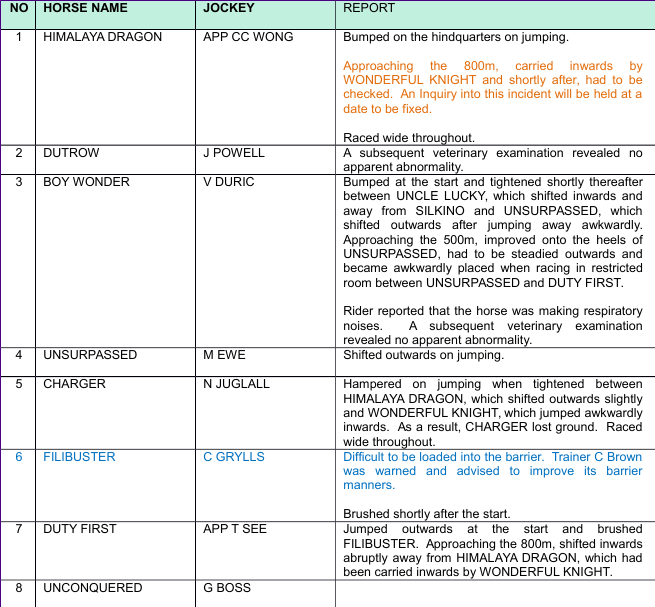 NO HORSE NAME JOCKEY REPORT
1 HIMALAYA DRAGON APP CC WONG Bumped on the hindquarters on jumping.
Approaching the 800m, carried inwards by
WONDERFUL KNIGHT and shortly after, had to be
checked. An Inquiry into this incident will be held at a
date to be fixed.
Raced wide throughout.
2 DUTROW J POWELL A subsequent veterinary examination revealed no
apparent abnormality.
3 BOY WONDER V DURIC Bumped at the start and tightened shortly thereafter
between UNCLE LUCKY, which shifted inwards and
away from SILKINO and UNSURPASSED, which
shifted outwards after jumping away awkwardly.
Approaching the 500m, improved onto the heels of
UNSURPASSED, had to be steadied outwards and
became awkwardly placed when racing in restricted
room between UNSURPASSED and DUTY FIRST.
Rider reported that the horse was making respiratory
noises. A subsequent veterinary examination
revealed no apparent abnormality.
4 UNSURPASSED M EWE Shifted outwards on jumping.
5 CHARGER N JUGLALL Hampered on jumping when tightened between
HIMALAYA DRAGON, which shifted outwards slightly
and WONDERFUL KNIGHT, which jumped awkwardly
inwards. As a result, CHARGER lost ground. Raced
wide throughout.
6 FILIBUSTER C GRYLLS Difficult to be loaded into the barrier. Trainer C Brown
was warned and advised to improve its barrier
manners.
Brushed shortly after the start.
7 DUTY FIRST APP T SEE Jumped outwards at the start and brushed
FILIBUSTER. Approaching the 800m, shifted inwards
abruptly away from HIMALAYA DRAGON, which had
been carried inwards by WONDERFUL KNIGHT.
8 UNCONQUERED G BOSS